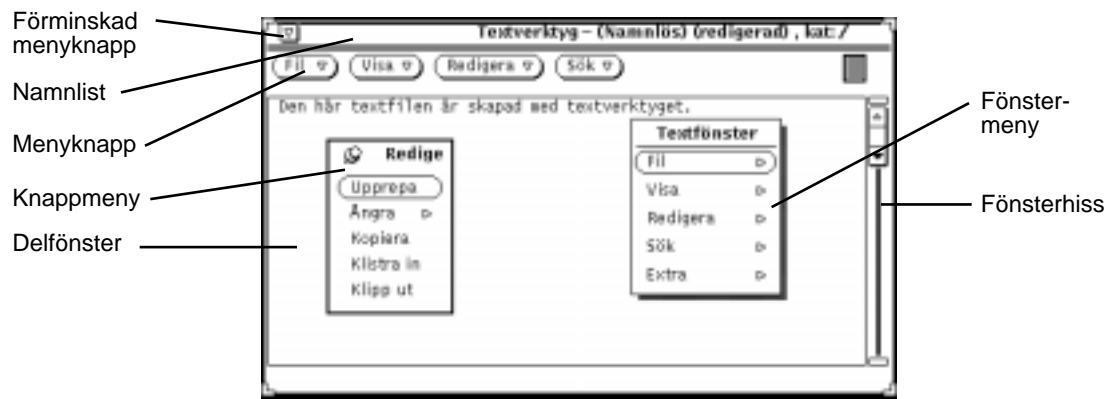 Förminskad
menyknapp
Namnlist
Menyknapp
Knappmeny
Delfönster
Textverktyg – (Namnlös) (redigerad) , kat: /
Fil Visa Redigera Sök
Den här textfilen är skapad med textverktyget.
Redige
Upprepa
Ångra
Kopiera
Klistra in
Klipp ut
Textfönster
Fil
Visa
Redigera
Sök
Extra
Fönster-
meny
Fönsterhiss